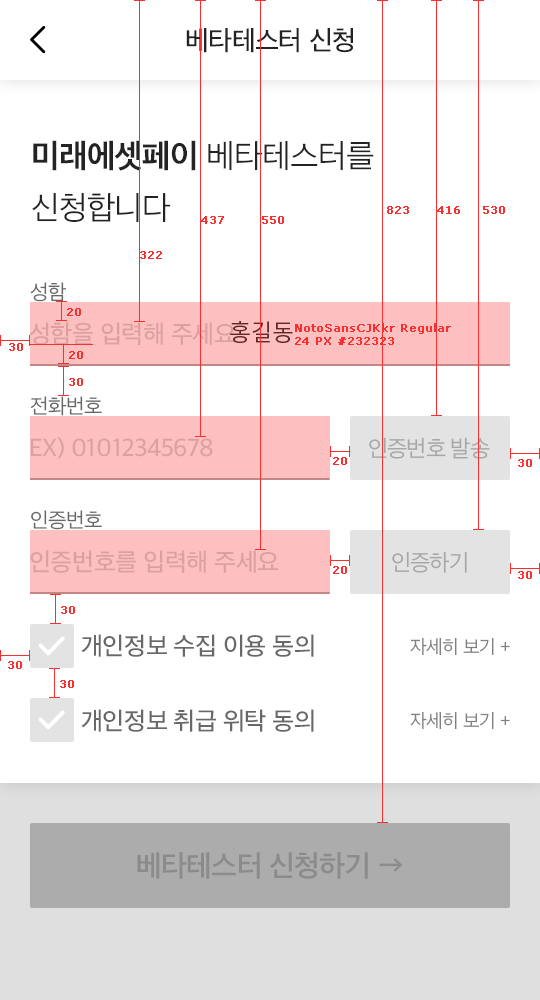 베타테스터 신청
미래에셋페이 베타테스터를
신청합니다
437
550
823
416
530
322
성함
20
성함을 입력해 주세요
홍길동
NotoSansCJKkr Regular
24 PX #232323
30
20
30
전화번호
EX) 01012345678
인증번호 발송
20
30
인증번호
인증번호를 입력해 주세요
인증하기
20
30
30
개인정보 수집 이용 동의
자세히 보기 +
30
30
개인정보 취급 위탁 동의
자세히 보기 +
베타테스터 신청하기 →